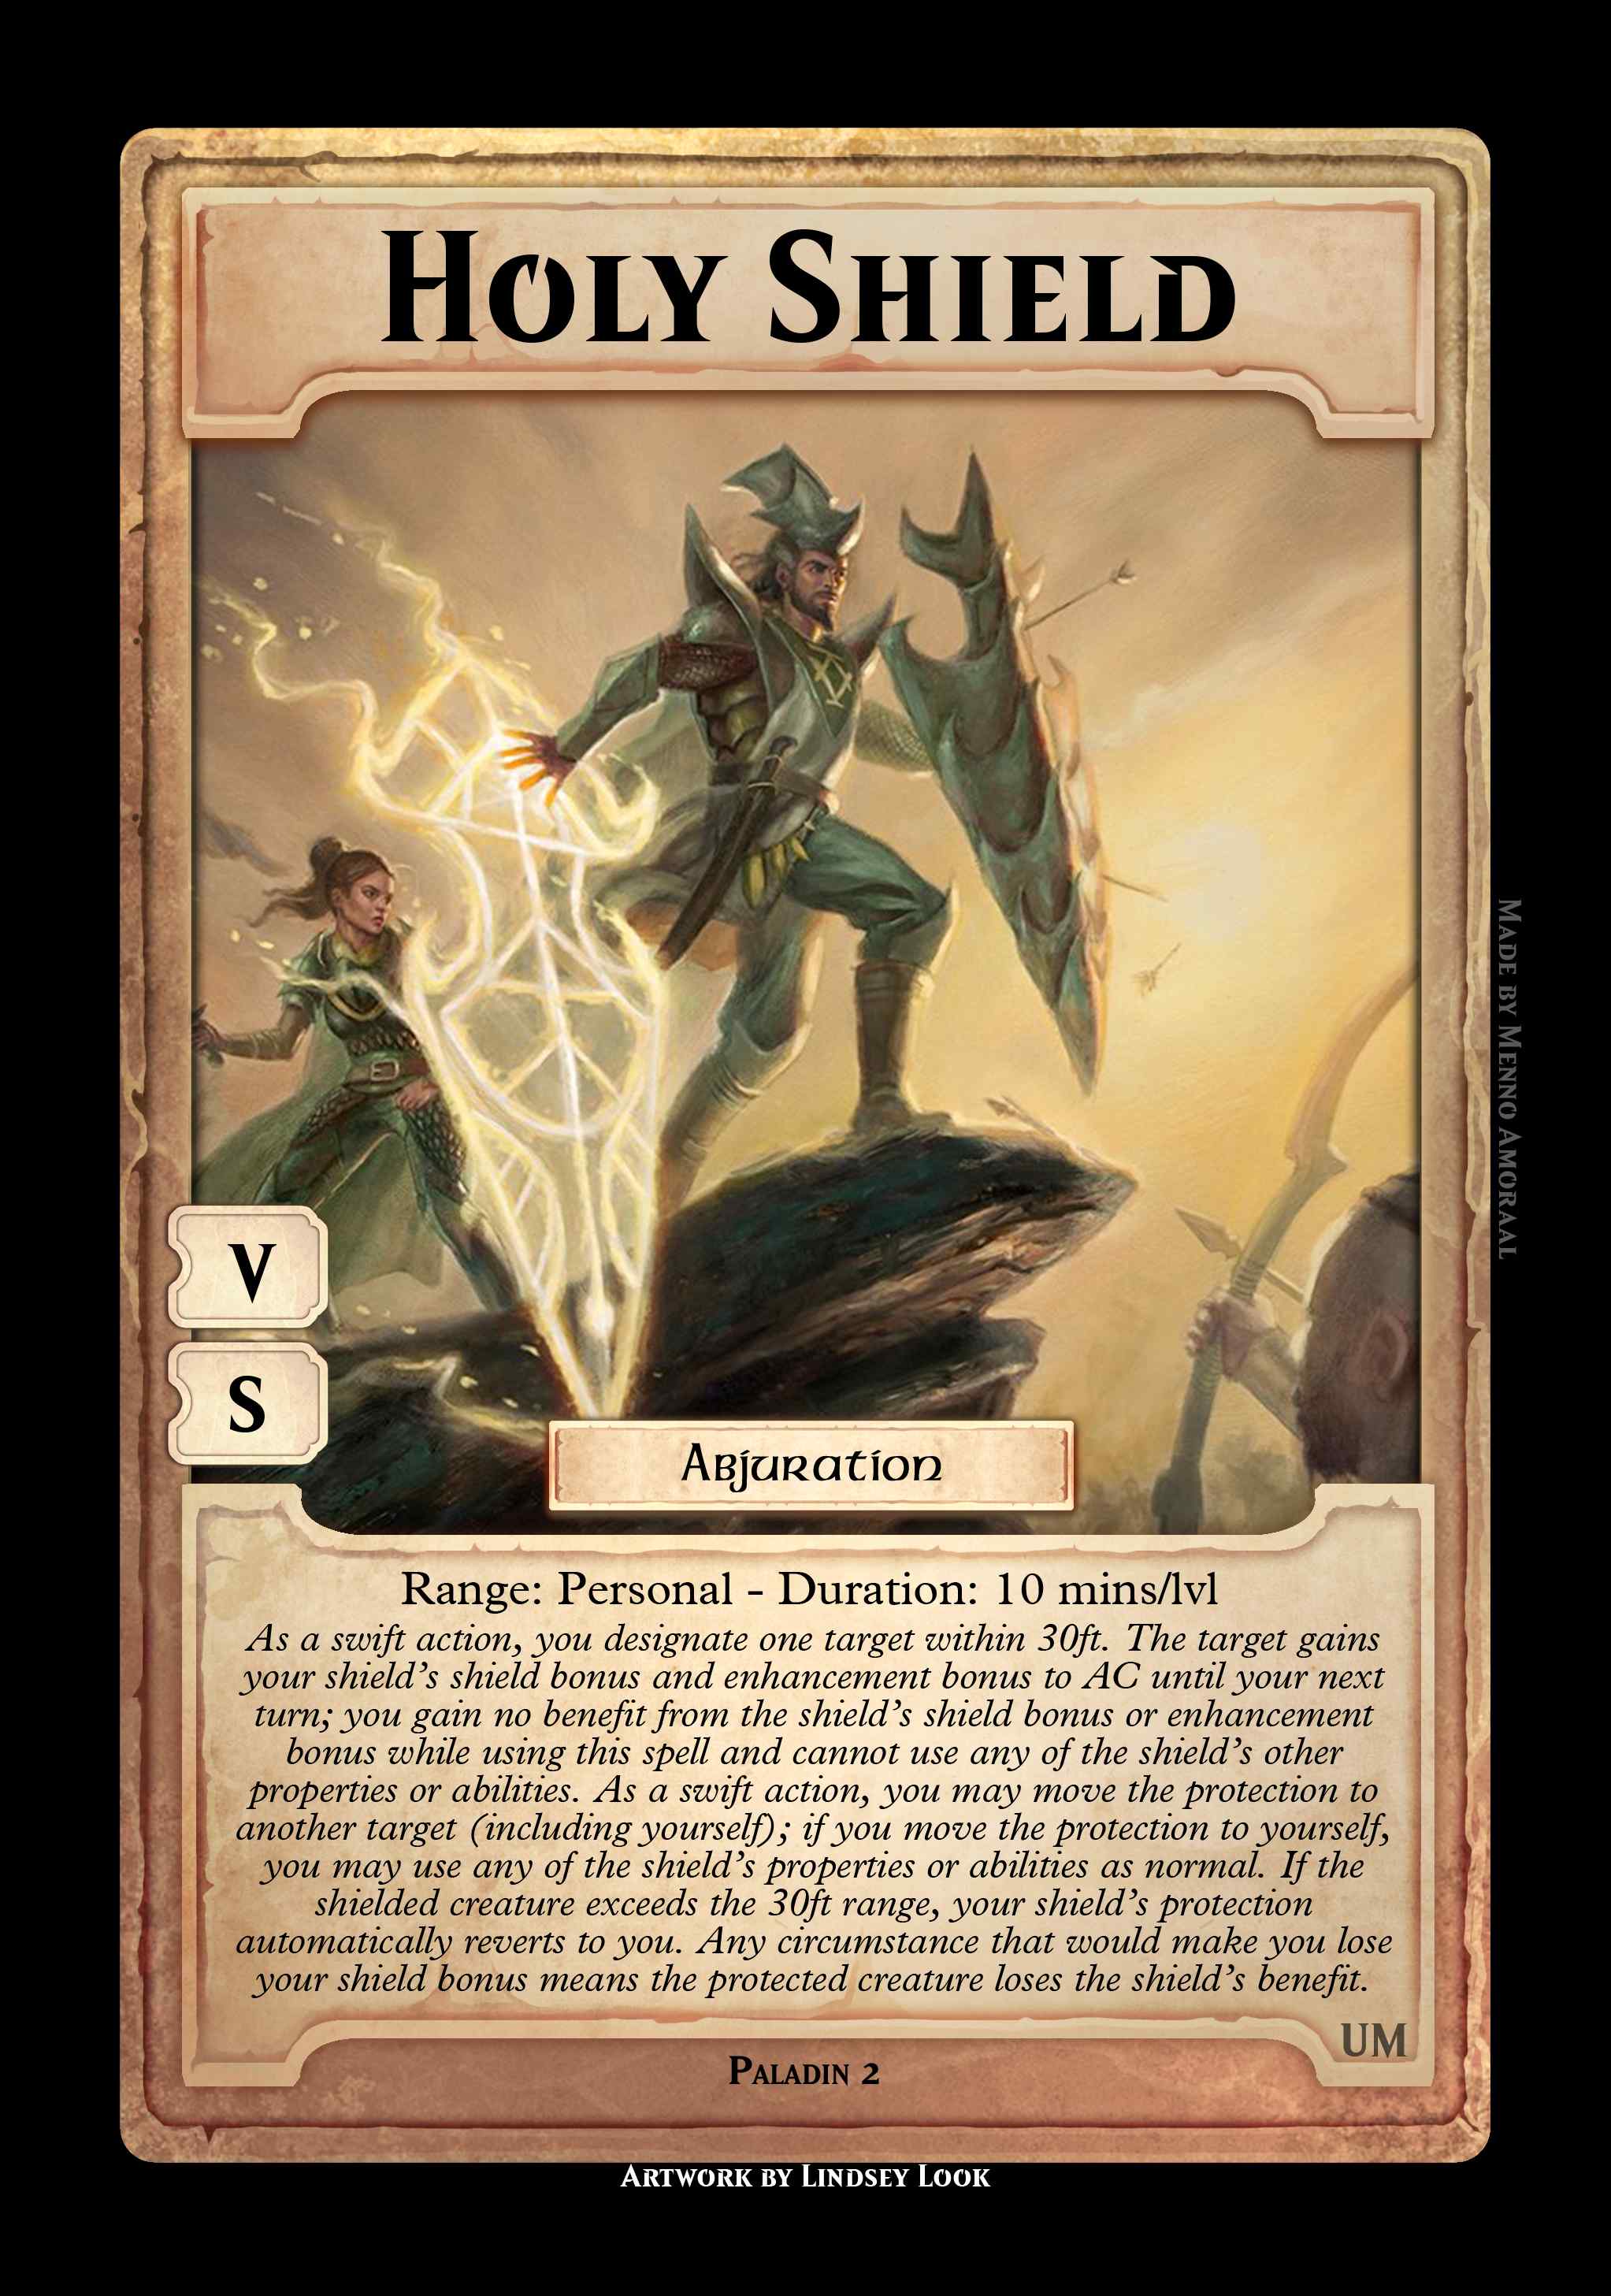 Holy Shield
V
S
Abjuration
Range: Personal - Duration: 10 mins/lvl
As a swift action, you designate one target within 30ft. The target gains
your shield's shield bonus and enhancement bonus to AC until your next
turn; you gain no benefit from the shield's shield bonus or enhancement
bonus while using this spell and cannot use any of the shield's other
properties or abilities. As a swift action, you may move the protection to
another target (including yourself); if you move the protection to yourself,
you may use any of the shield's properties or abilities as normal. If the
shielded creature exceeds the 30ft range, your shield's protection
automatically reverts to you. Any circumstance that would make you lose
your shield bonus means the protected creature loses the shield's benefit.
UM
Paladin 2
Artwork by Lindsey Look
Made by Menno Amoraal